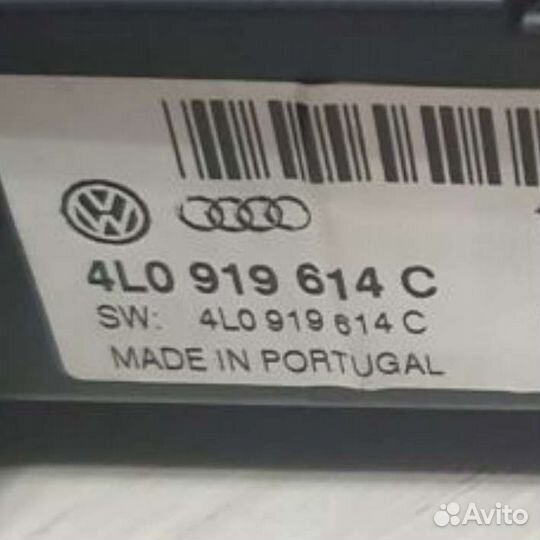 4L0 919 614 C
SW: 4L0 919 614 C
MADE IN PORTUGAL
Avito